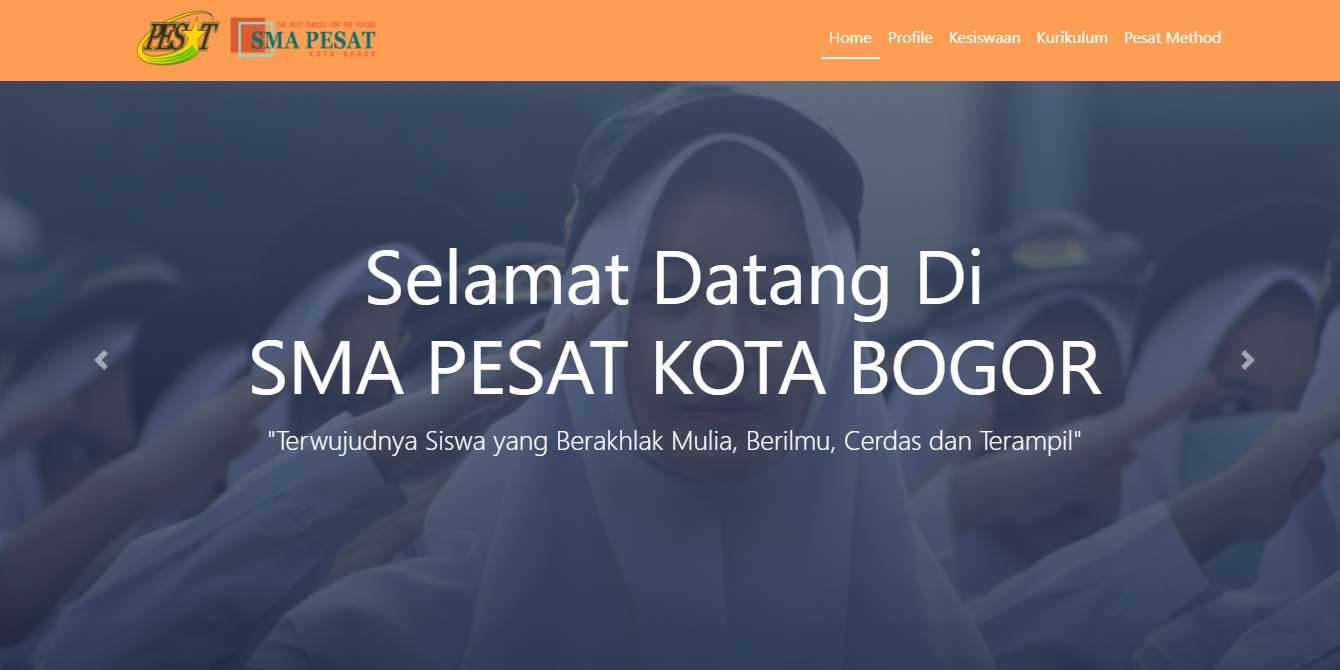 PEST
THE BEST CHOICE FOR THE FUTURE
SMA PESAT
KOTA BOGOR
Home Profile Kesiswaan Kurikulum Pesat Method
Selamat Datang Di
SMA PESAT KOTA BOGOR
"Terwujudnya Siswa yang Berakhlak Mulia, Berilmu, Cerdas dan Terampil"